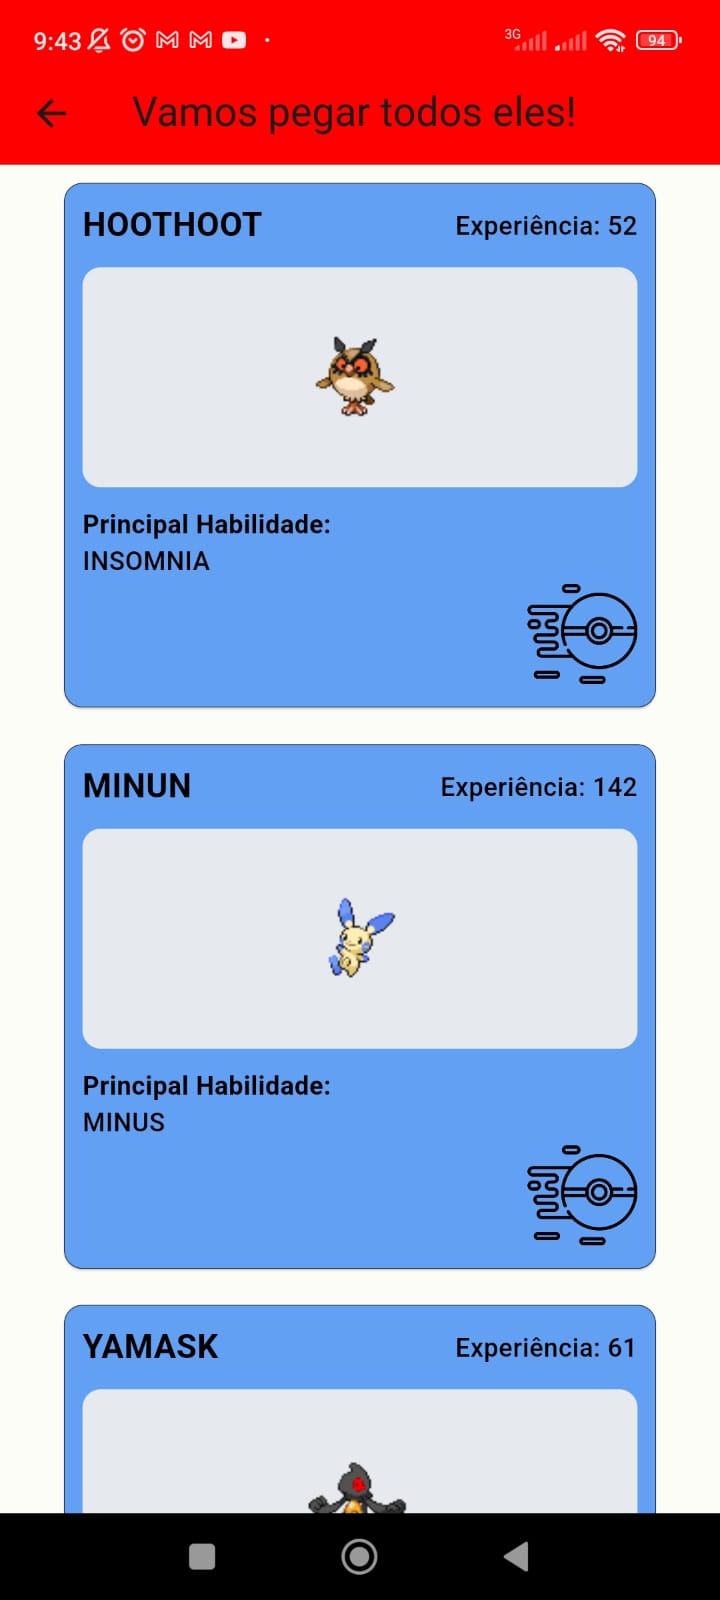 9:43
3G
94
Vamos pegar todos eles!
HOOTHOOT
Experiência: 52
Principal Habilidade:
INSOMNIA
MINUN
Experiência: 142
Principal Habilidade:
MINUS
YAMASK
Experiência: 61